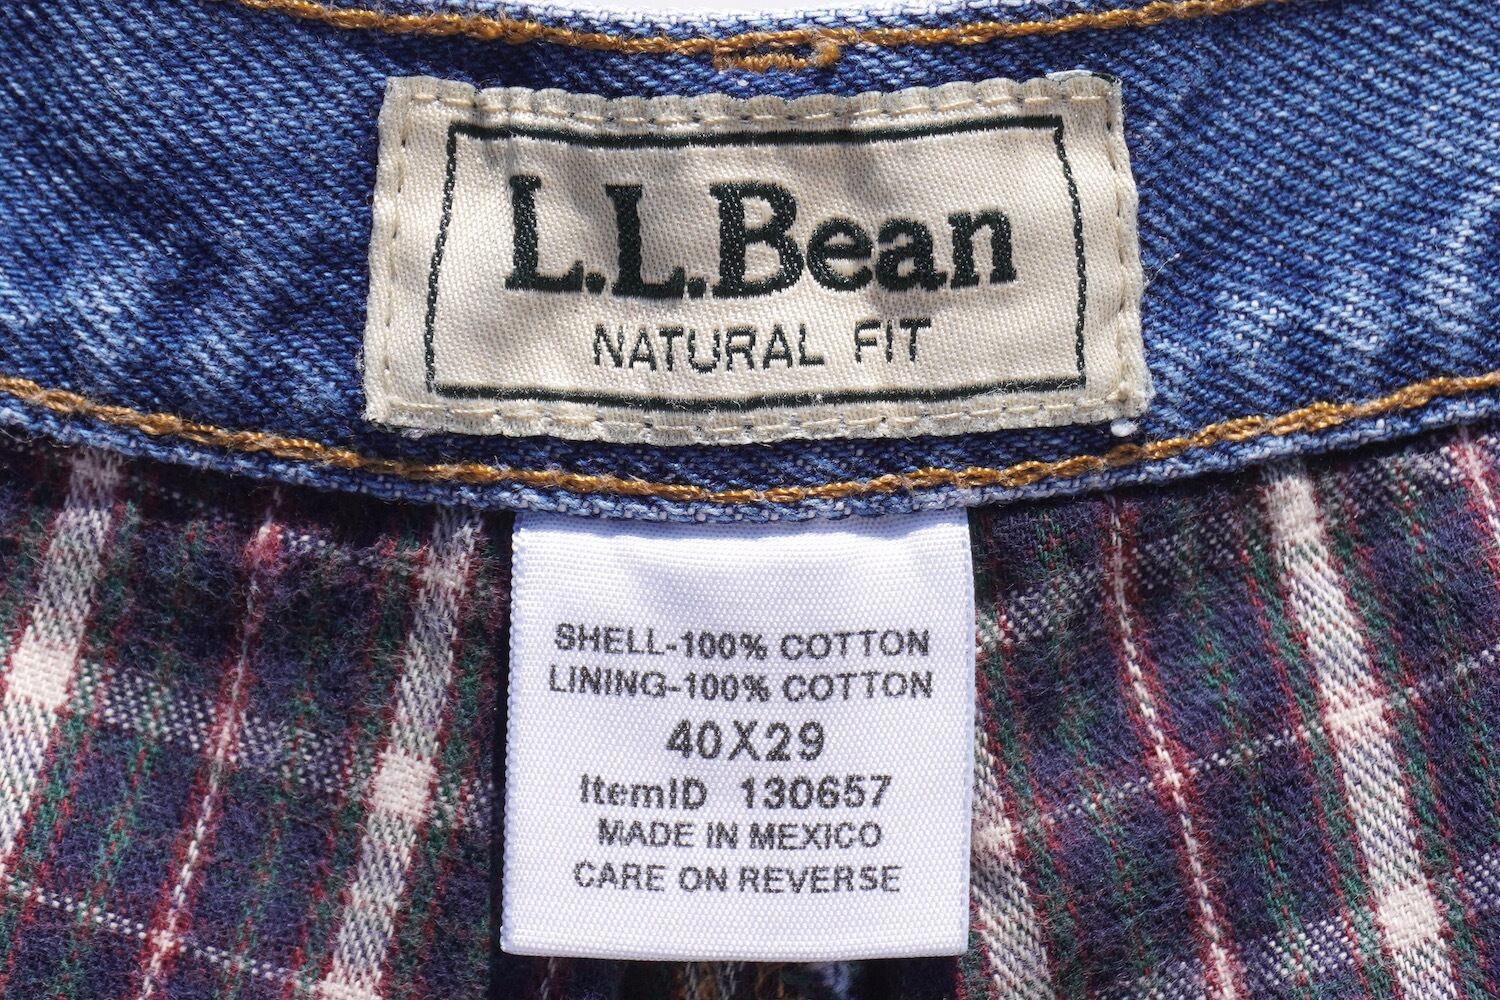 L.L.Bean
NATURAL FIT
SHELL-100% COTTON
LINING-100% COTTON
40X29
ItemID 130657
MADE IN MEXICO
CARE ON REVERSE